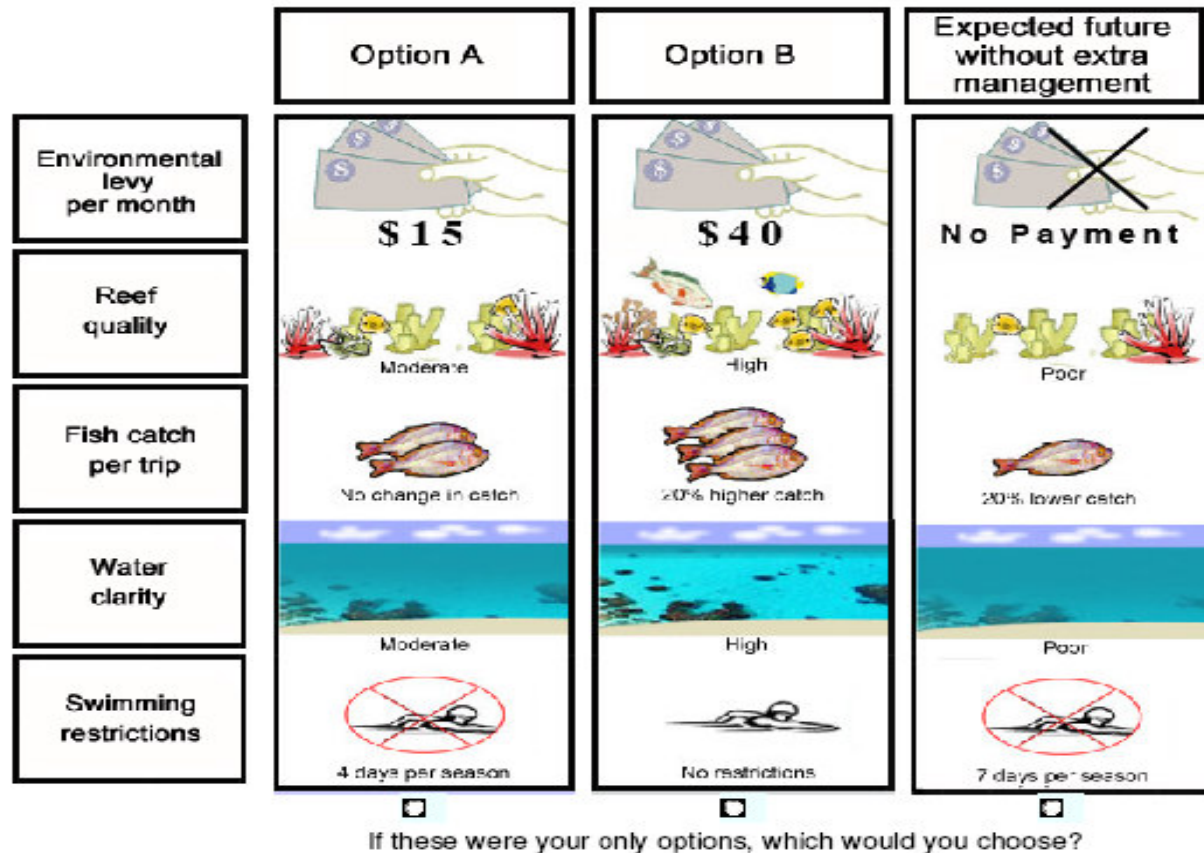 Option A
Option B
Expected future
without extra
management
Environmental
levy
per month
$15
$40
No Payment
Reef
quality
Moderate
High
Poor
Fish catch
per trip
No change in catch
20% higher catch
20% lower catch
Water
clarity
Moderate
High
Poor
Swimming
restrictions
4 days per season
No restrictions
7 days per season
If these were your only options, which would you choose?